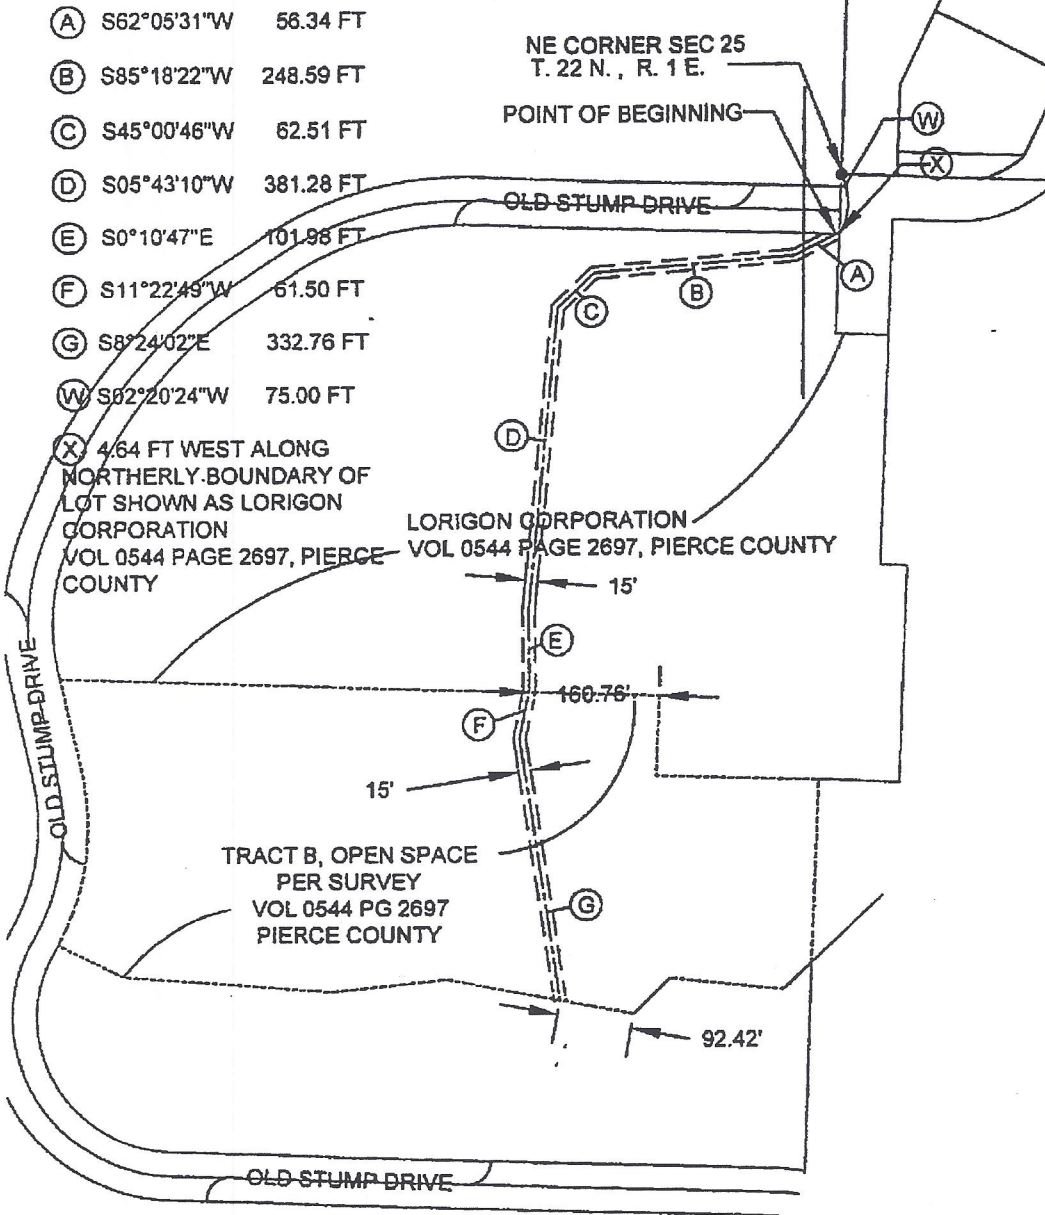 A S62°05'31"W 56.34 FT
B S85°18'22"W 248.59 FT
C S45°00'46"W 62.51 FT
D S05°43'10"W 381.28 FT
E S0°10'47"E 101.98 FT
F S11°22'49"W 61.50 FT
G S8°24'02"E 332.76 FT
W S02°20'24"W 75.00 FT
X 4.64 FT WEST ALONG
NORTHERLY BOUNDARY OF
LOT SHOWN AS LORIGON
CORPORATION
VOL 0544 PAGE 2697, PIERCE
COUNTY
NE CORNER SEC 25
T. 22 N., R. 1 E.
POINT OF BEGINNING
W
X
OLD STUMP DRIVE
A
B
C
D
LORIGON CORPORATION
VOL 0544 PAGE 2697, PIERCE COUNTY
15'
E
160.76'
F
15'
OLD STUMP DRIVE
TRACT B, OPEN SPACE
PER SURVEY
VOL 0544 PG 2697
PIERCE COUNTY
G
92.42'
OLD STUMP DRIVE